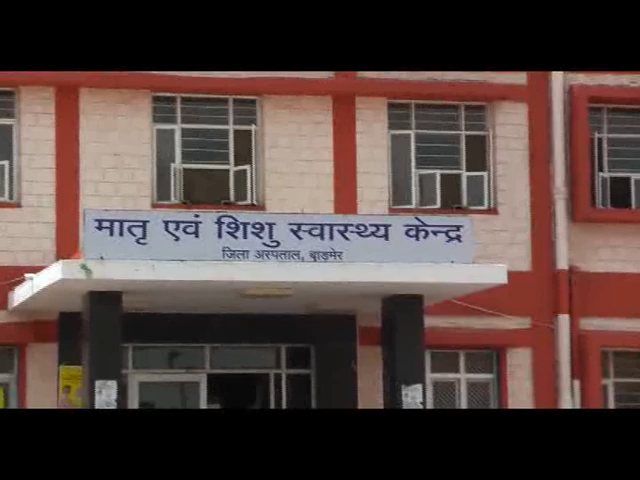 मातृ एवं शिशु स्वास्थ्य केन्द्र
जिला अस्पताल, बाड़मेर